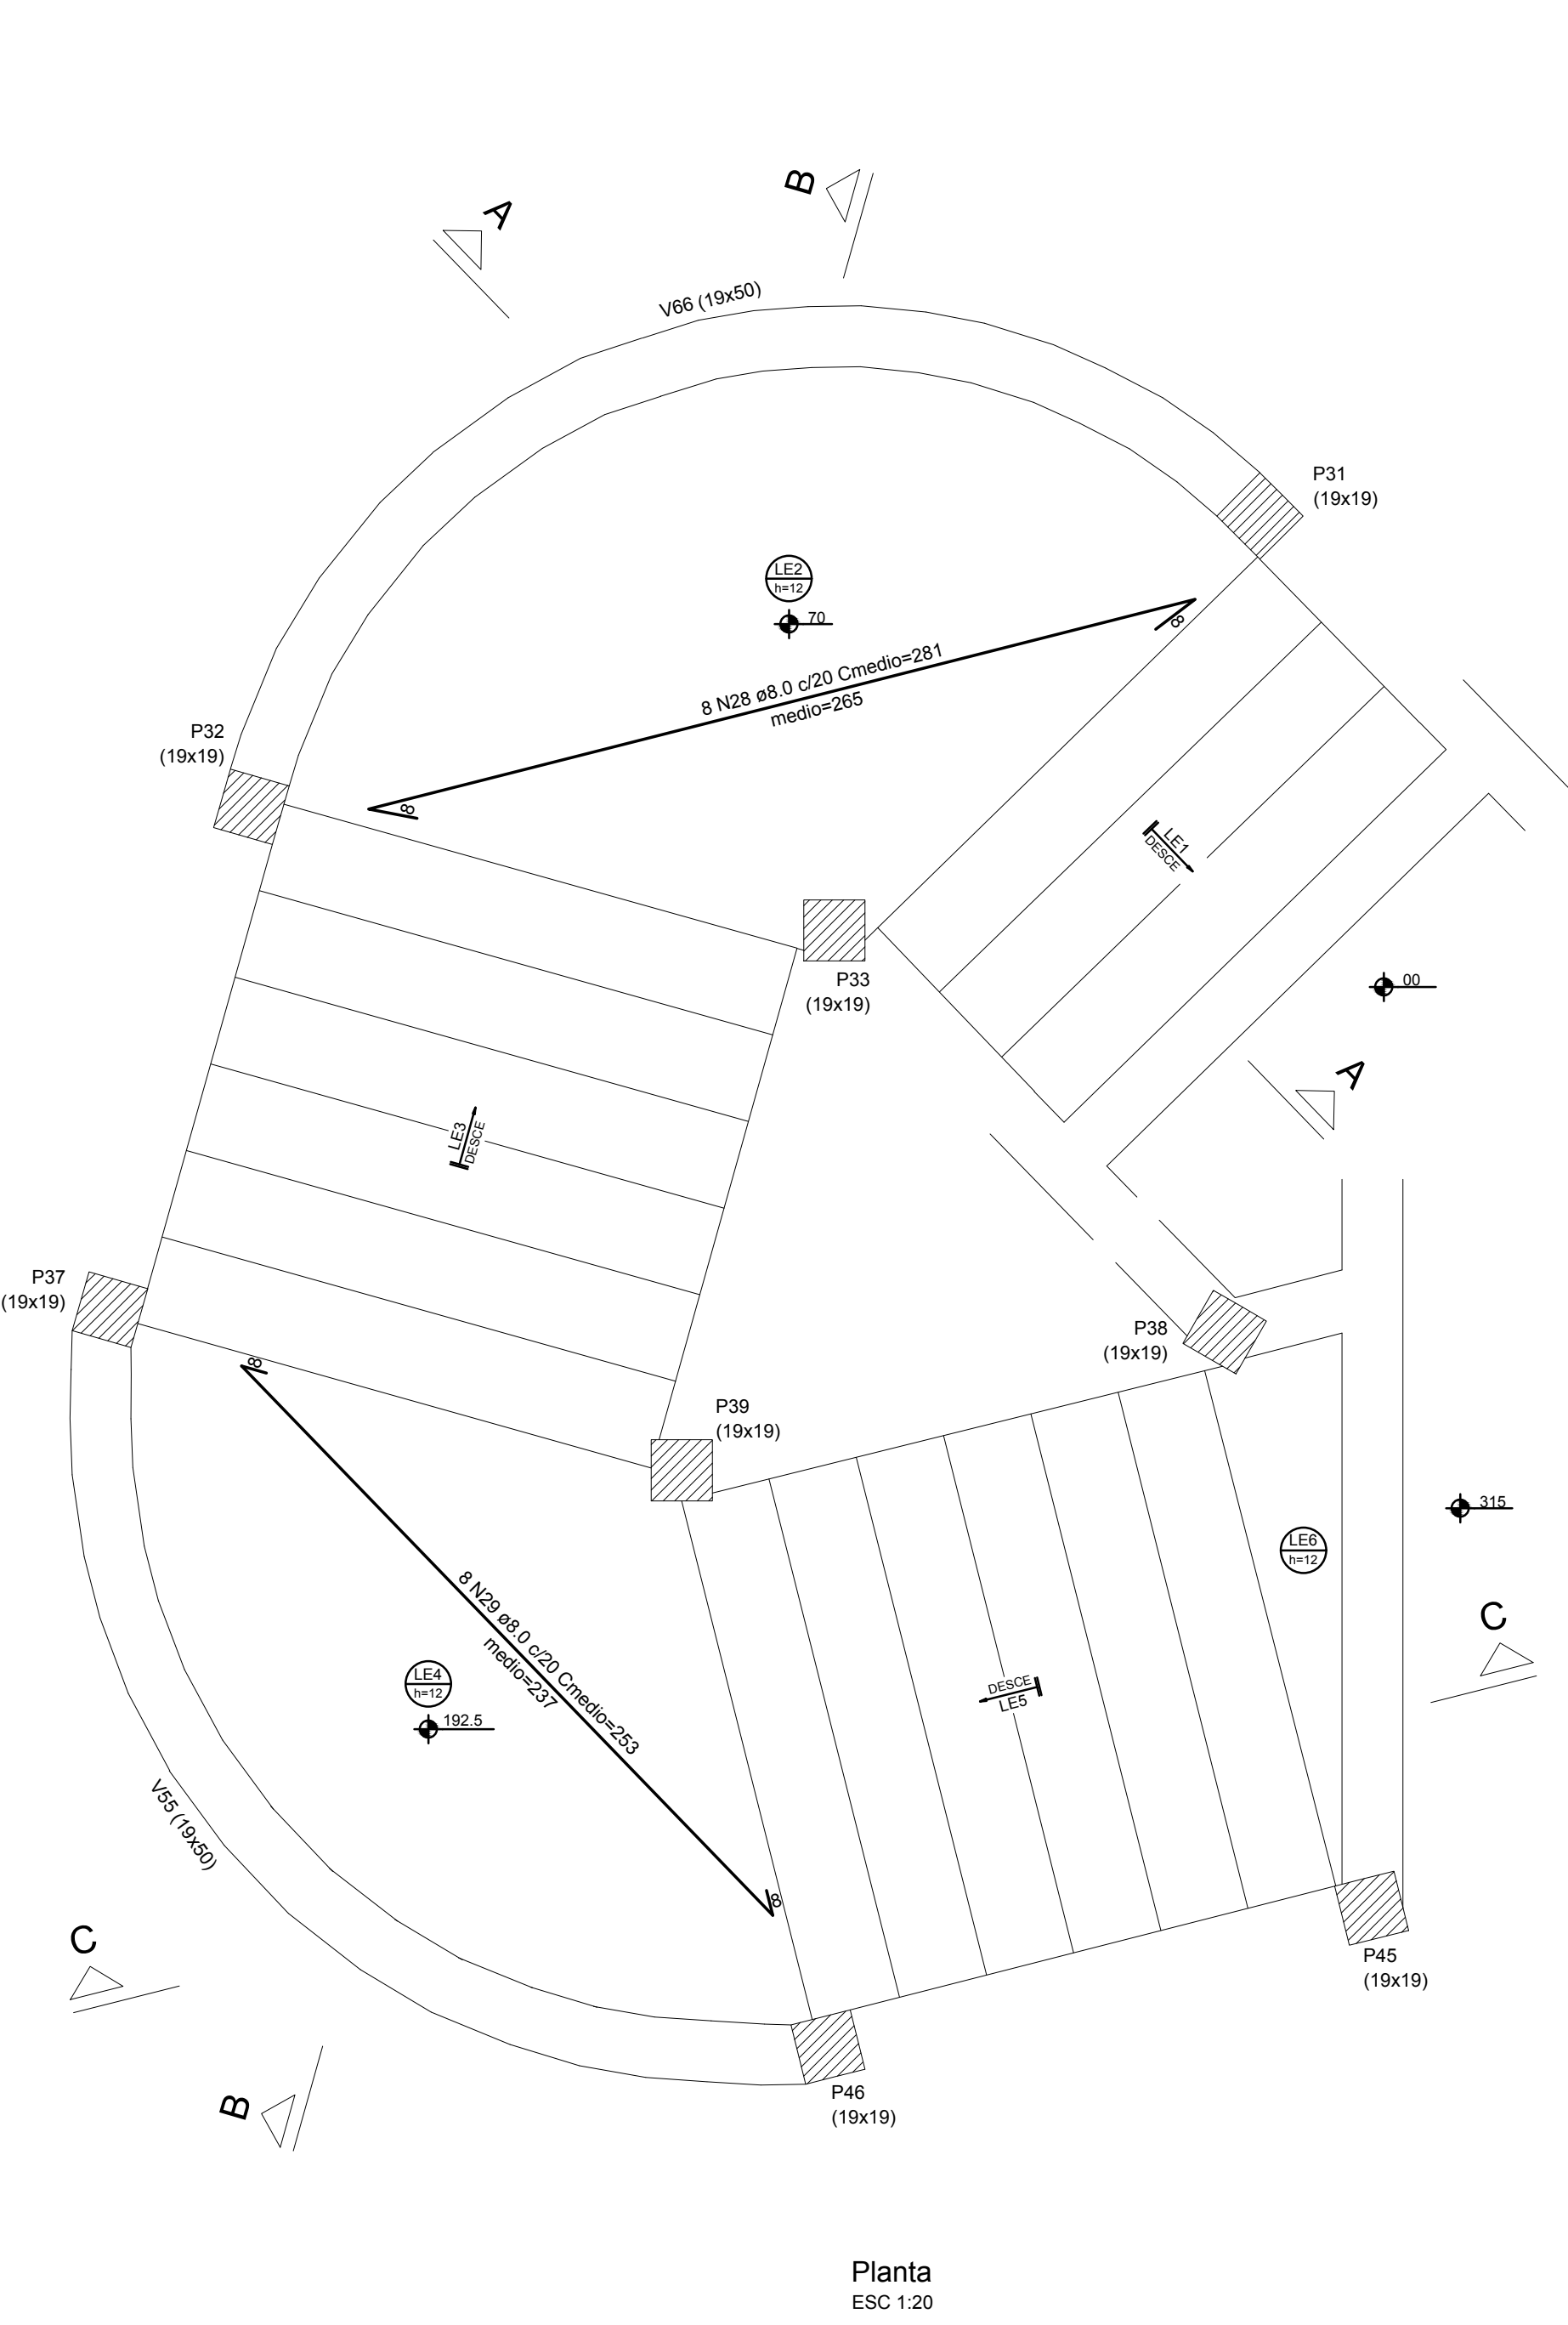 B
A
V66 (19x50)
P31
(19x19)
LE2
h=12
70
8
8 N28 ø8.0 c/20 Cmedio=281
medio=265
8
P32
(19x19)
LE1
DESCE
P33
(19x19)
00
A
LE3
DESCE
P37
(19x19)
P38
(19x19)
8
P39
(19x19)
315
LE6
h=12
8 N29 ø8.0 c/20 Cmedio=253
medio=237
8
C
LE4
h=12
192.5
DESCE
LE5
V55 (19x50)
C
P45
(19x19)
B
P46
(19x19)
Planta
ESC 1:20